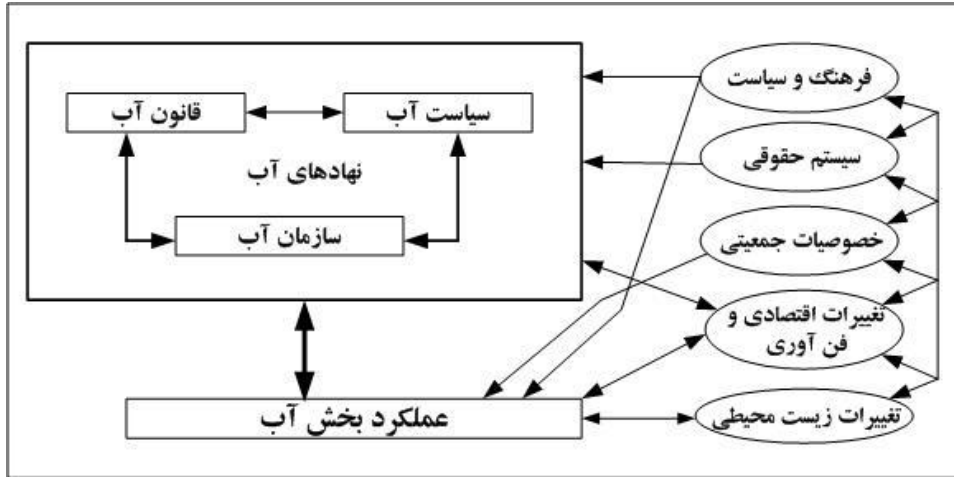 فرهنگ و سیاست
سیاست آب
قانون آب
سیستم حقوقی
نهادهای آب
سازمان آب
خصوصیات جمعیتی
تغییرات اقتصادی و
فن آوری
عملکرد بخش آب
تغییرات زیست محیطی